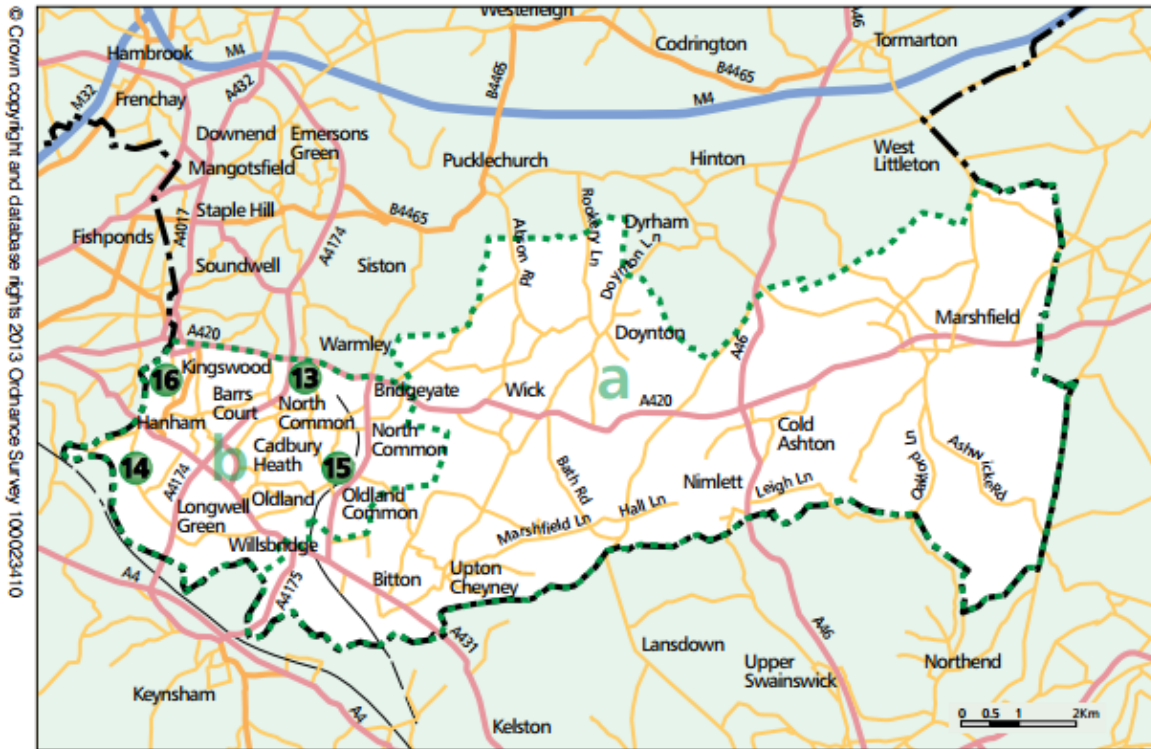 © Crown copyright and database rights 2013 Ordnance Survey 100023410
Westerleigh
A46
Hambrook
M4
Codrington
Tormarton
B4465
B4465
M32
A432
M4
Frenchay
Downend
Emersons
Green
West
Littleton
Mangotsfield
Pucklechurch
Hinton
Staple Hill
B4465
Rookery Ln
Dyrham
Fishponds
A4017
A4174
Abson Rd
Doynton Ln
Soundwell
Siston
A420
Warmley
Doynton
A46
Marshfield
16
Kingswood
13
Bridgeyate
Wick
a
A420
Barrs
Court
North
Common
Hanham
Cold
Ashton
b
Cadbury
Heath
North
Common
14
15
A4174
Bath Rd
Nimlett
Leigh Ln
Oakford Ln
Ashwicke Rd
Longwell
Green
Oldland
Oldland
Common
Marshfield Ln
Hall Ln
Willsbridge
A4
A4175
Bitton
Upton
Cheyney
A431
Lansdown
A46
Upper
Swainswick
Northend
Keynsham
A4
Kelston
0 0.5 1 2Km